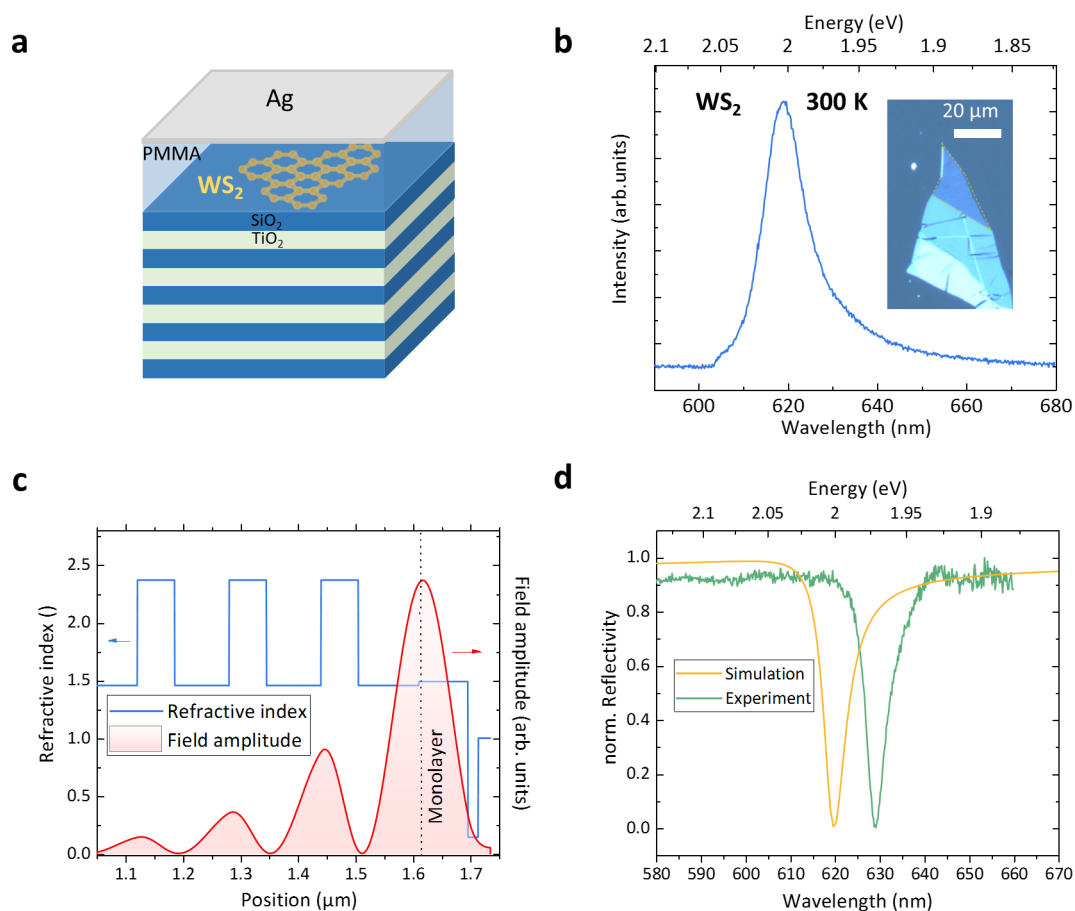 a
Ag
PMMA
WS₂
SiO₂
TiO₂
b
Energy (eV)
2.1 2.05 2 1.95 1.9 1.85
WS₂ 300 K
20 µm
Intensity (arb.units)
600 620 640 660 680
Wavelength (nm)
c
2.5
2.0
1.5
1.0
0.5
0.0
Refractive index ()
Refractive index
Field amplitude
Monolayer
Field amplitude
(arb. units)
1.1 1.2 1.3 1.4 1.5 1.6 1.7
Position (µm)
d
Energy (eV)
2.1 2.05 2 1.95 1.9
1.0
0.8
0.6
0.4
0.2
0.0
norm. Reflectivity
Simulation
Experiment
580 590 600 610 620 630 640 650 660 670
Wavelength (nm)